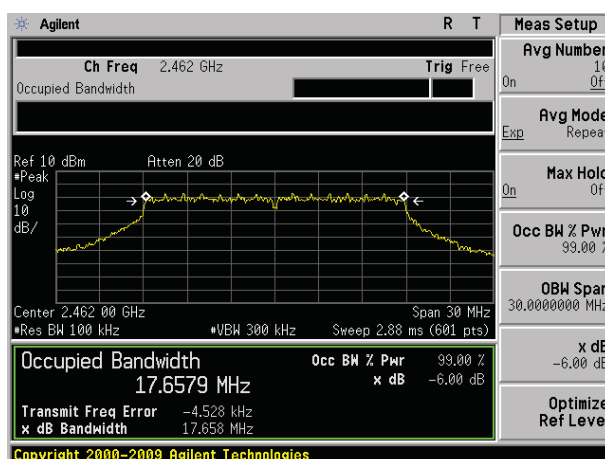 Agilent R T Meas Setup
Ch Freq 2.462 GHz Trig Free
Occupied Bandwidth
Ref 10 dBm Atten 20 dB
#Peak
Log
10
dB/
Center 2.462 00 GHz Span 30 MHz
#Res BW 100 kHz #VBW 300 kHz Sweep 2.88 ms (601 pts)
Occupied Bandwidth Occ BW % Pwr 99.00 %
17.6579 MHz x dB -6.00 dB
Transmit Freq Error -4.528 kHz
x dB Bandwidth 17.658 MHz
Copyright 2000-2009 Agilent Technologies
Avg Number
10
On Of
Avg Mode
Exp Repea
Max Hold
On Of
Occ BW % Pwr
99.00 %
OBW Span
30.0000000 MHz
x dB
-6.00 dB
Optimize
Ref Leve